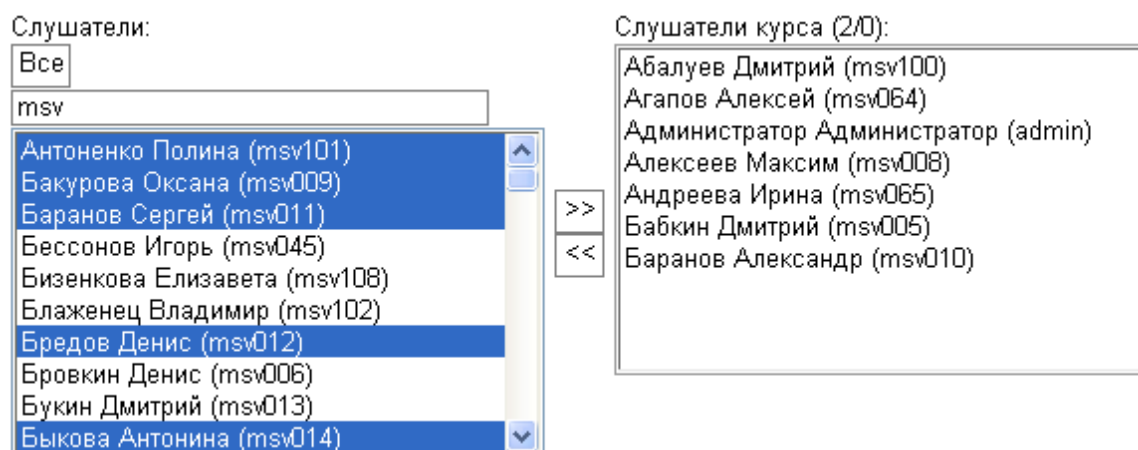 Слушатели:
Все
msv
Антоненко Полина (msv101)
Бакурова Оксана (msv009)
Баранов Сергей (msv011)
Бессонов Игорь (msv045)
Бизенкова Елизавета (msv108)
Блаженец Владимир (msv102)
Бредов Денис (msv012)
Бровкин Денис (msv006)
Букин Дмитрий (msv013)
Быкова Антонина (msv014)
>>
<<
Слушатели курса (2/0):
Абалуев Дмитрий (msv100)
Агапов Алексей (msv064)
Администратор Администратор (admin)
Алексеев Максим (msv008)
Андреева Ирина (msv065)
Бабкин Дмитрий (msv005)
Баранов Александр (msv010)